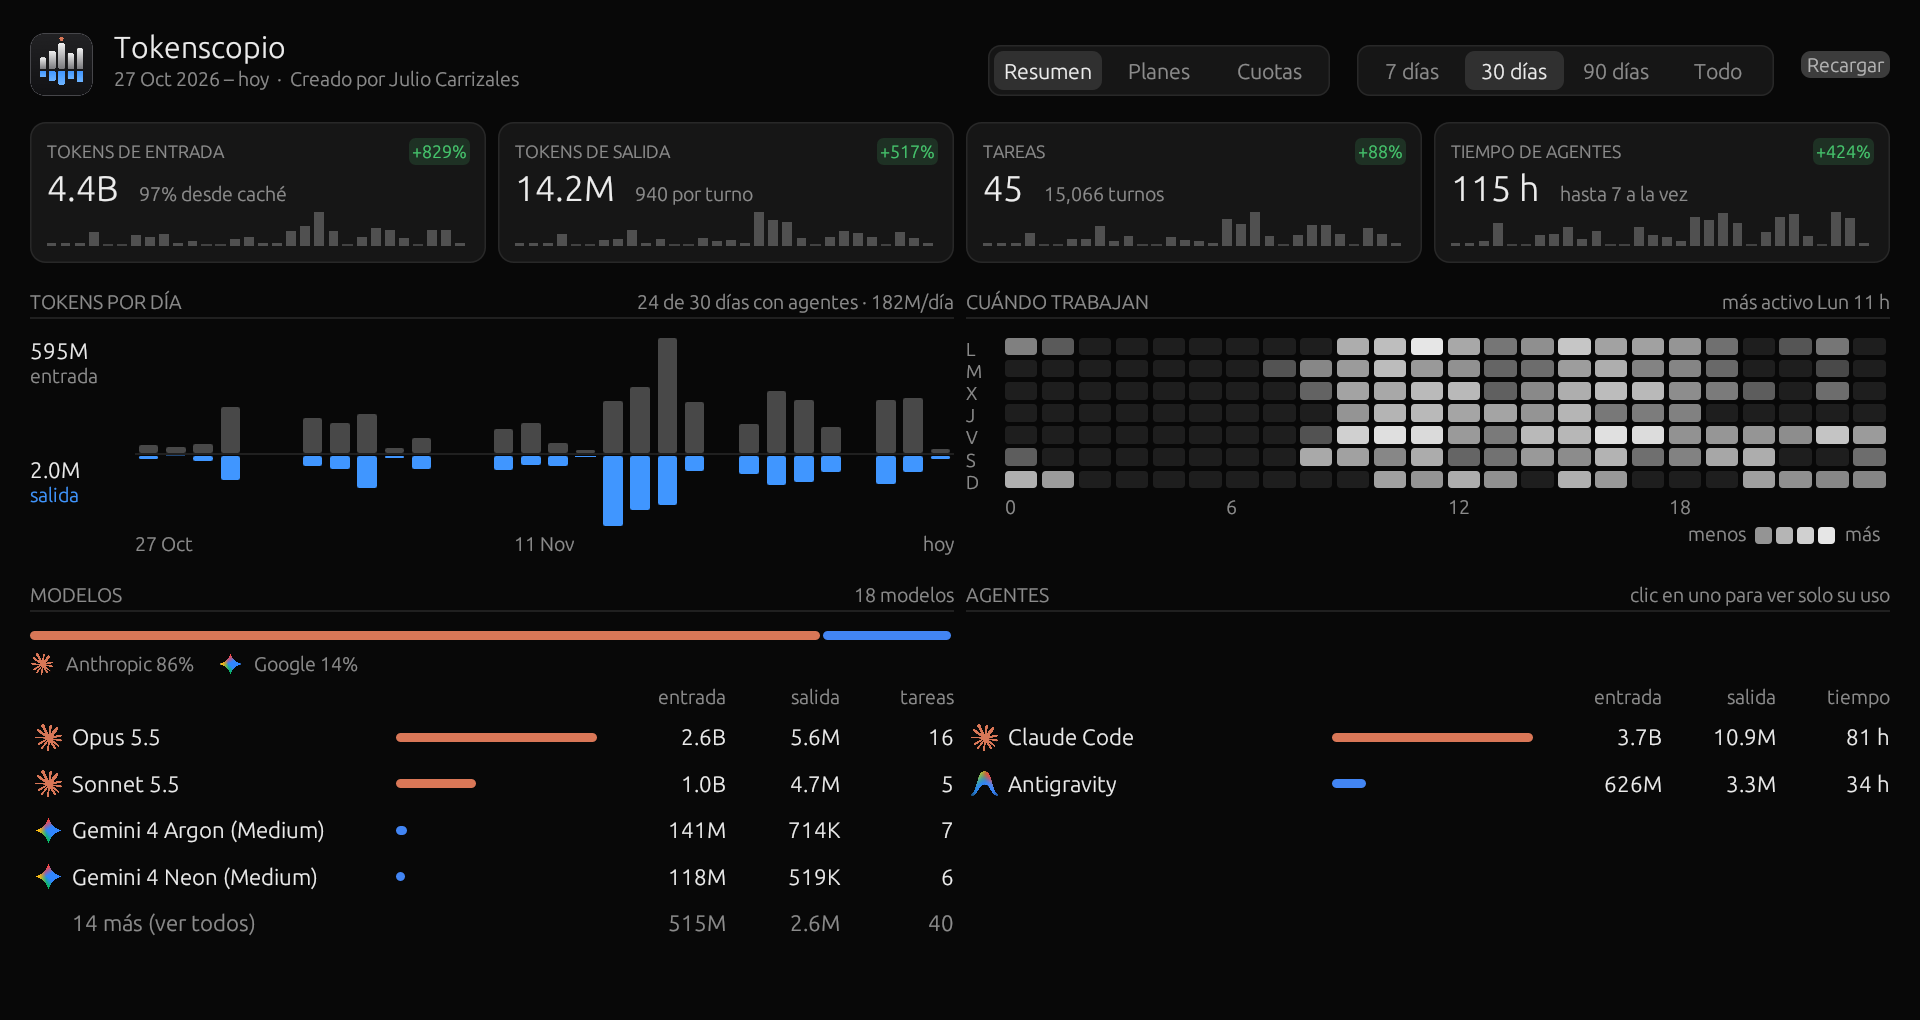 Tokenscopio
27 Oct 2026 – hoy · Creado por Julio Carrizales
Resumen Planes Cuotas
7 días 30 días 90 días Todo
Recargar
TOKENS DE ENTRADA +829%
4.4B 97% desde caché
TOKENS DE SALIDA +517%
14.2M 940 por turno
TAREAS +88%
45 15,066 turnos
TIEMPO DE AGENTES +424%
115 h hasta 7 a la vez
TOKENS POR DÍA 24 de 30 días con agentes · 182M/día
595M
entrada
2.0M
salida
27 Oct 11 Nov hoy
CUÁNDO TRABAJAN más activo Lun 11 h
L
M
X
J
V
S
D
0 6 12 18
menos más
MODELOS 18 modelos
Anthropic 86% Google 14%
entrada salida tareas
Opus 5.5 2.6B 5.6M 16
Sonnet 5.5 1.0B 4.7M 5
Gemini 4 Argon (Medium) 141M 714K 7
Gemini 4 Neon (Medium) 118M 519K 6
14 más (ver todos) 515M 2.6M 40
AGENTES clic en uno para ver solo su uso
entrada salida tiempo
Claude Code 3.7B 10.9M 81 h
Antigravity 626M 3.3M 34 h